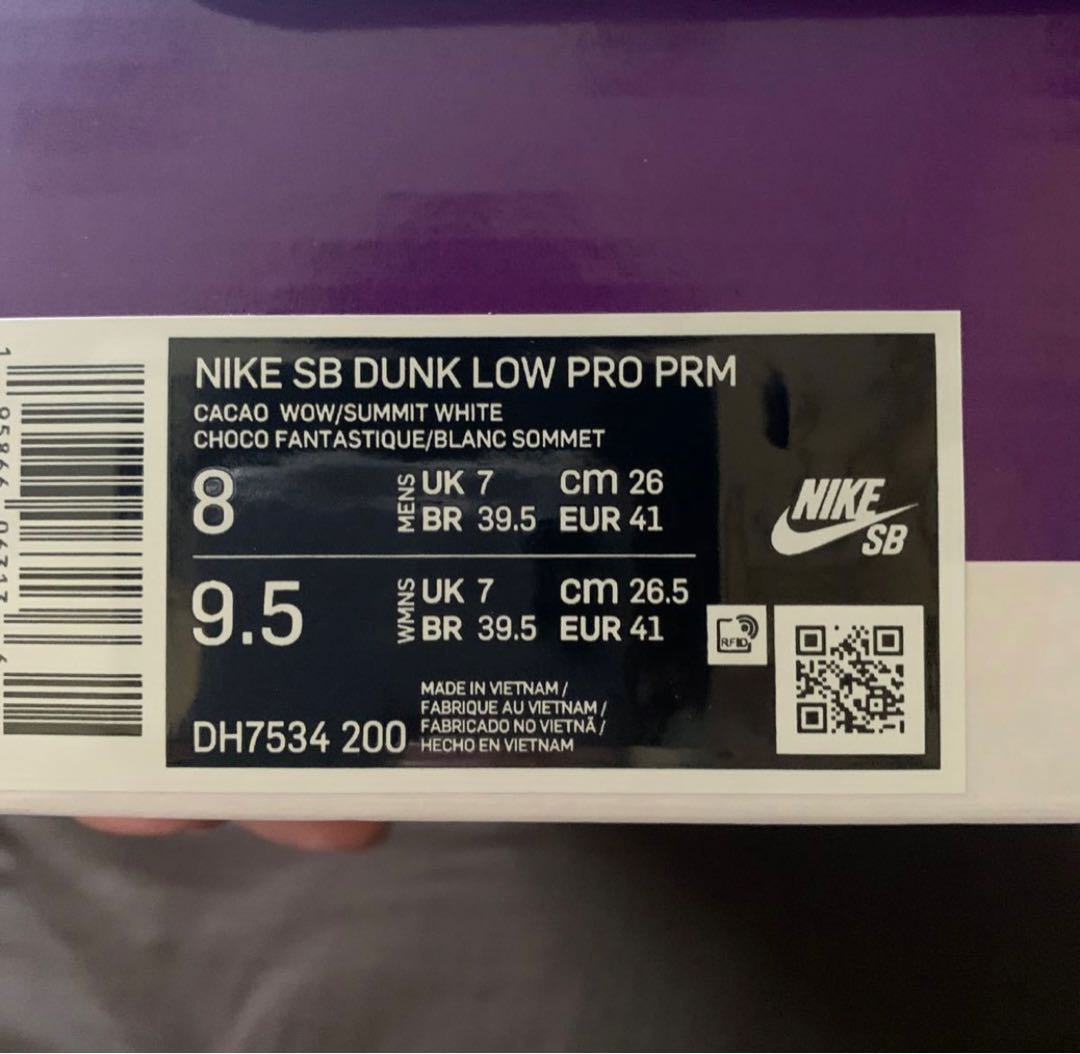 NIKE SB DUNK LOW PRO PRM
CACAO WOW/SUMMIT WHITE
CHOCO FANTASTIQUE/BLANC SOMMET
8 MENS UK 7 cm 26
BR 39.5 EUR 41
9.5 WMNS UK 7 cm 26.5
BR 39.5 EUR 41
MADE IN VIETNAM /
FABRIQUE AU VIETNAM /
FABRICADO NO VIETNÃ /
HECHO EN VIETNAM
DH7534 200
NIKE
SB
RFID